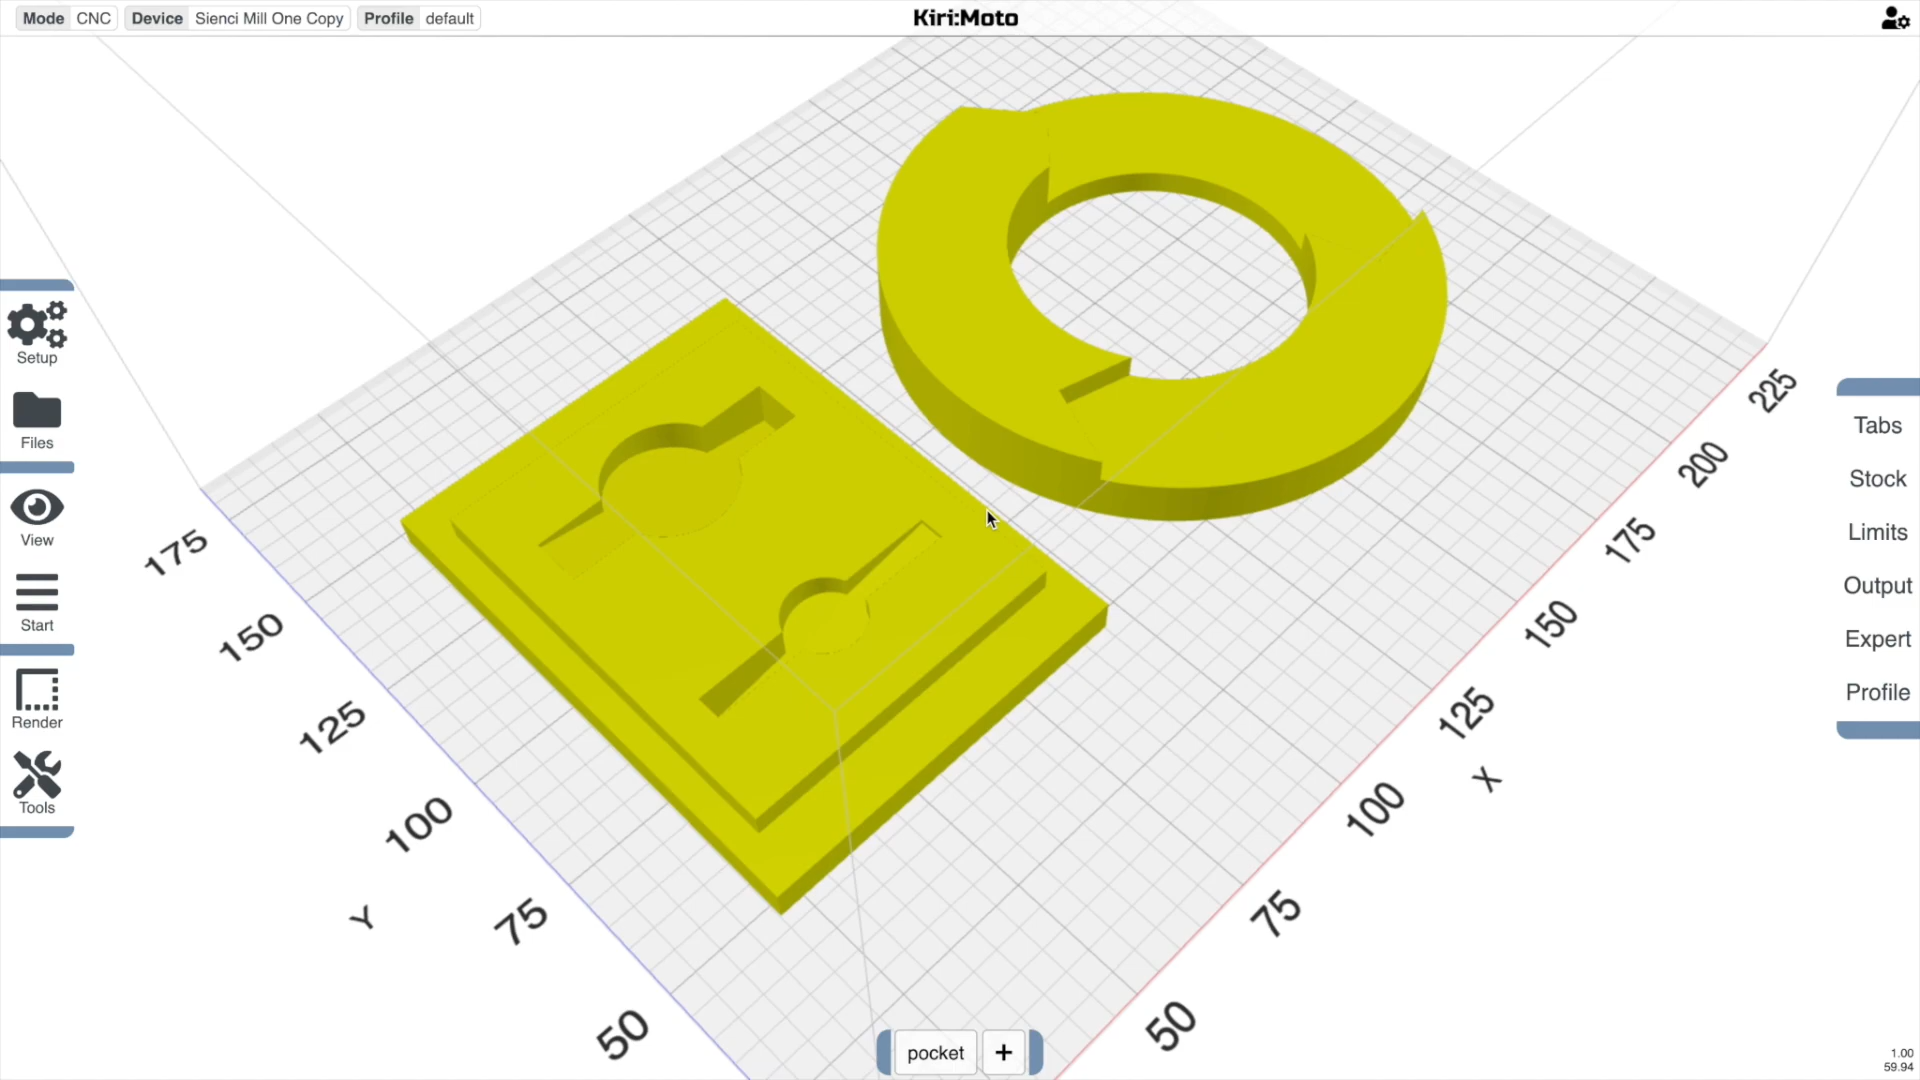 Mode CNC Device Sienci Mill One Copy Profile default
Kiri:Moto
Setup
Files
View
Start
Render
Tools
Tabs
Stock
Limits
Output
Expert
Profile
175
150
125
100
Y
75
50
225
200
175
150
125
X
100
75
50
pocket +
1.00
59.94